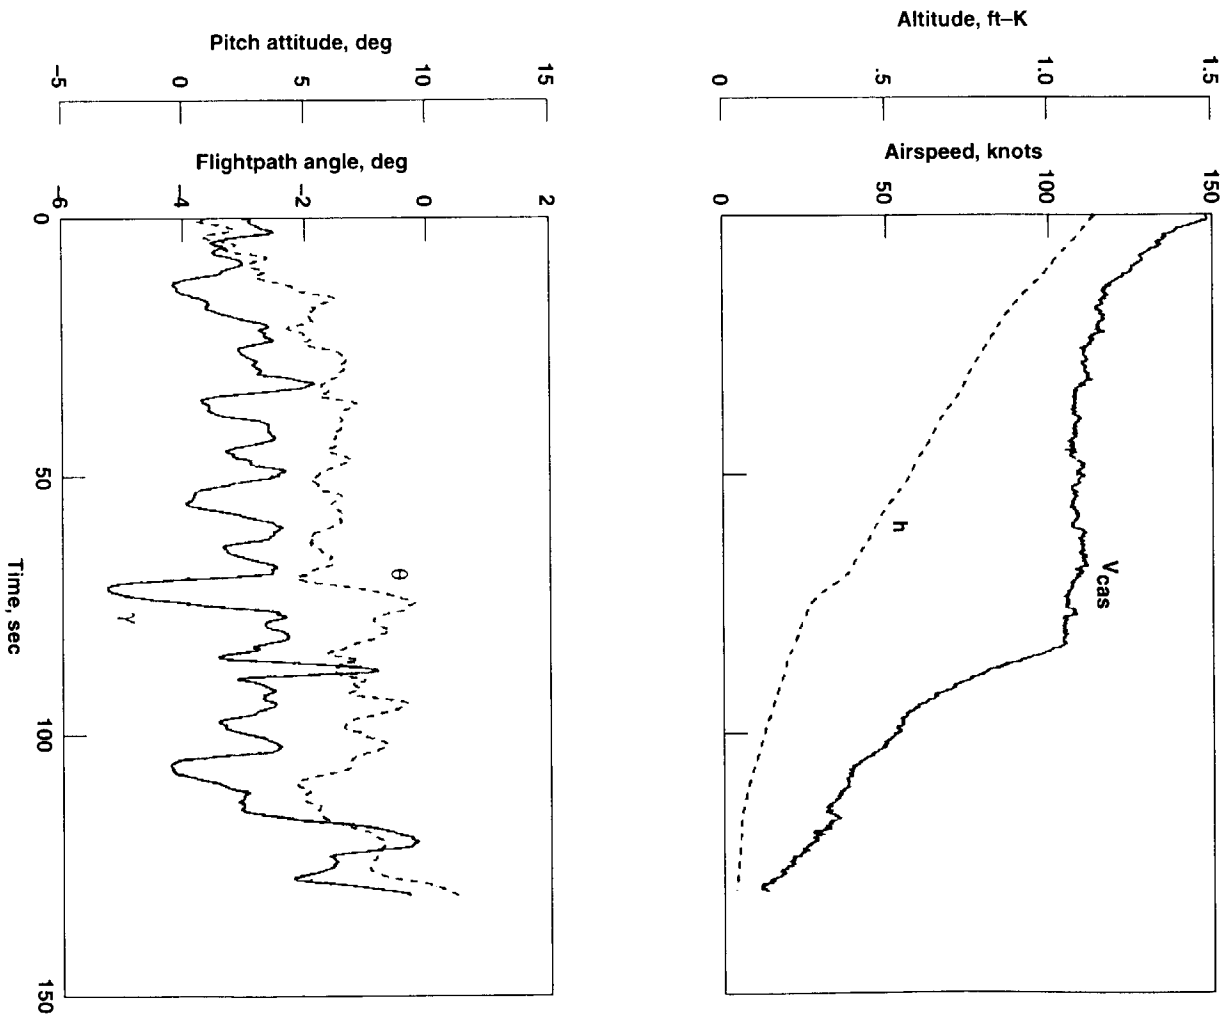 Altitude, ft–K
0
.5
1.0
1.5
Airspeed, knots
0
50
100
150
h
Vcas
Pitch attitude, deg
–5
0
5
10
15
Flightpath angle, deg
–6
–4
–2
0
2
θ
γ
0
50
100
150
Time, sec